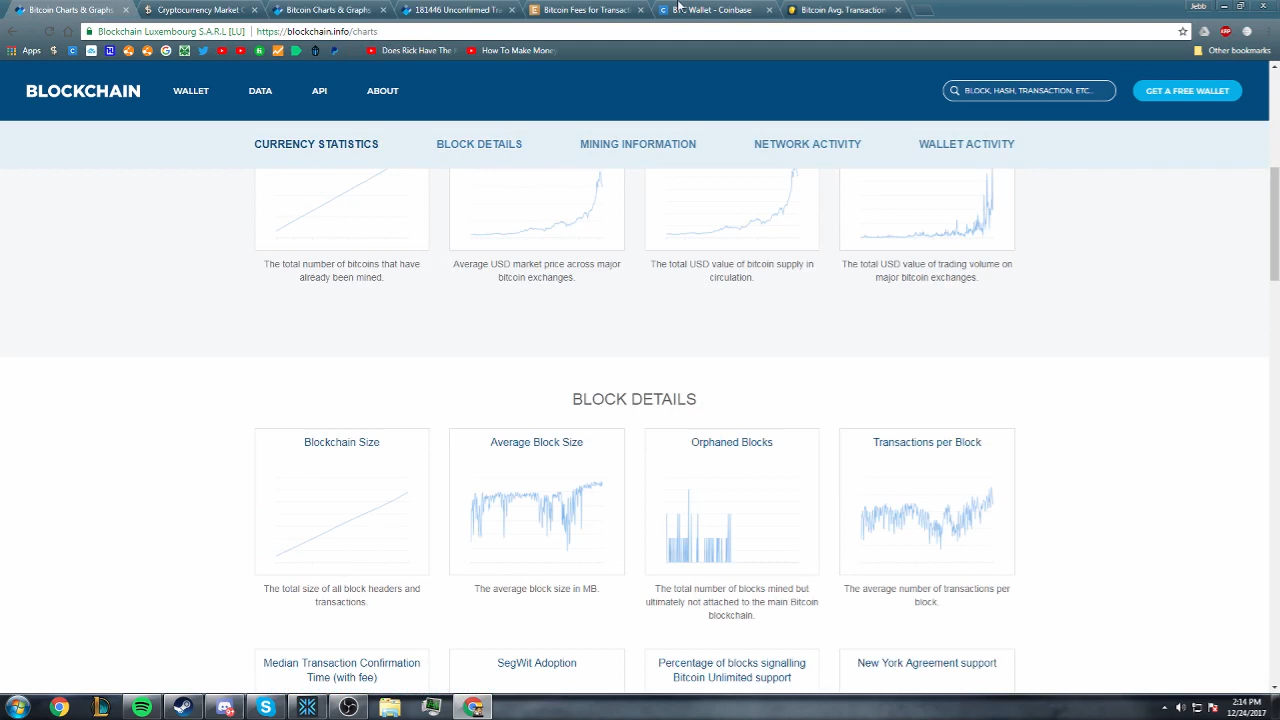 Bitcoin Charts & Graphs
Cryptocurrency Market C
Bitcoin Charts & Graphs
181446 Unconfirmed Tra
Bitcoin Fees for Transact
Wallet - Coinbase
Bitcoin Avg. Transaction
Jebb
Blockchain Luxembourg S.A.R.L [LU]
https://blockchain.info/charts
Apps
Does Rick Have The
How To Make Mone
Other bookmarks
BLOCKCHAIN
WALLET
DATA
API
ABOUT
BLOCK, HASH, TRANSACTION, ETC...
GET A FREE WALLET
CURRENCY STATISTICS
BLOCK DETAILS
MINING INFORMATION
NETWORK ACTIVITY
WALLET ACTIVITY
The total number of bitcoins that have
already been mined.
Average USD market price across major
bitcoin exchanges.
The total USD value of bitcoin supply in
circulation.
The total USD value of trading volume on
major bitcoin exchanges.
BLOCK DETAILS
Blockchain Size
Average Block Size
Orphaned Blocks
Transactions per Block
The total size of all block headers and
transactions.
The average block size in MB.
The total number of blocks mined but
ultimately not attached to the main Bitcoin
blockchain.
The average number of transactions per
block.
Median Transaction Confirmation
Time (with fee)
SegWit Adoption
Percentage of blocks signalling
Bitcoin Unlimited support
New York Agreement support
2:14 PM
12/24/2017